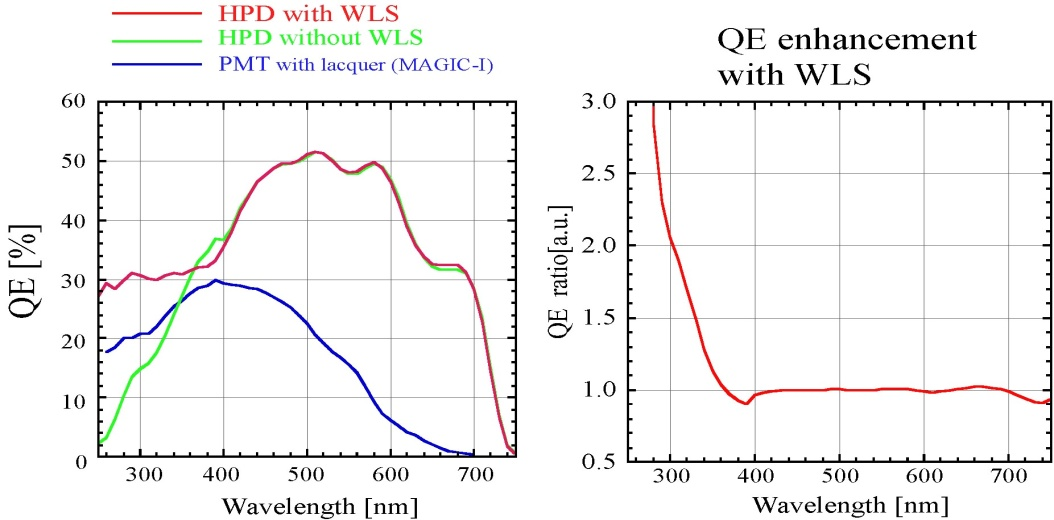 HPD with WLS
HPD without WLS
PMT with lacquer (MAGIC-I)
QE enhancement
with WLS
QE [%]
60
50
40
30
20
10
0
300 400 500 600 700
Wavelength [nm]
QE ratio[a.u.]
3.0
2.5
2.0
1.5
1.0
0.5
300 400 500 600 700
Wavelength [nm]